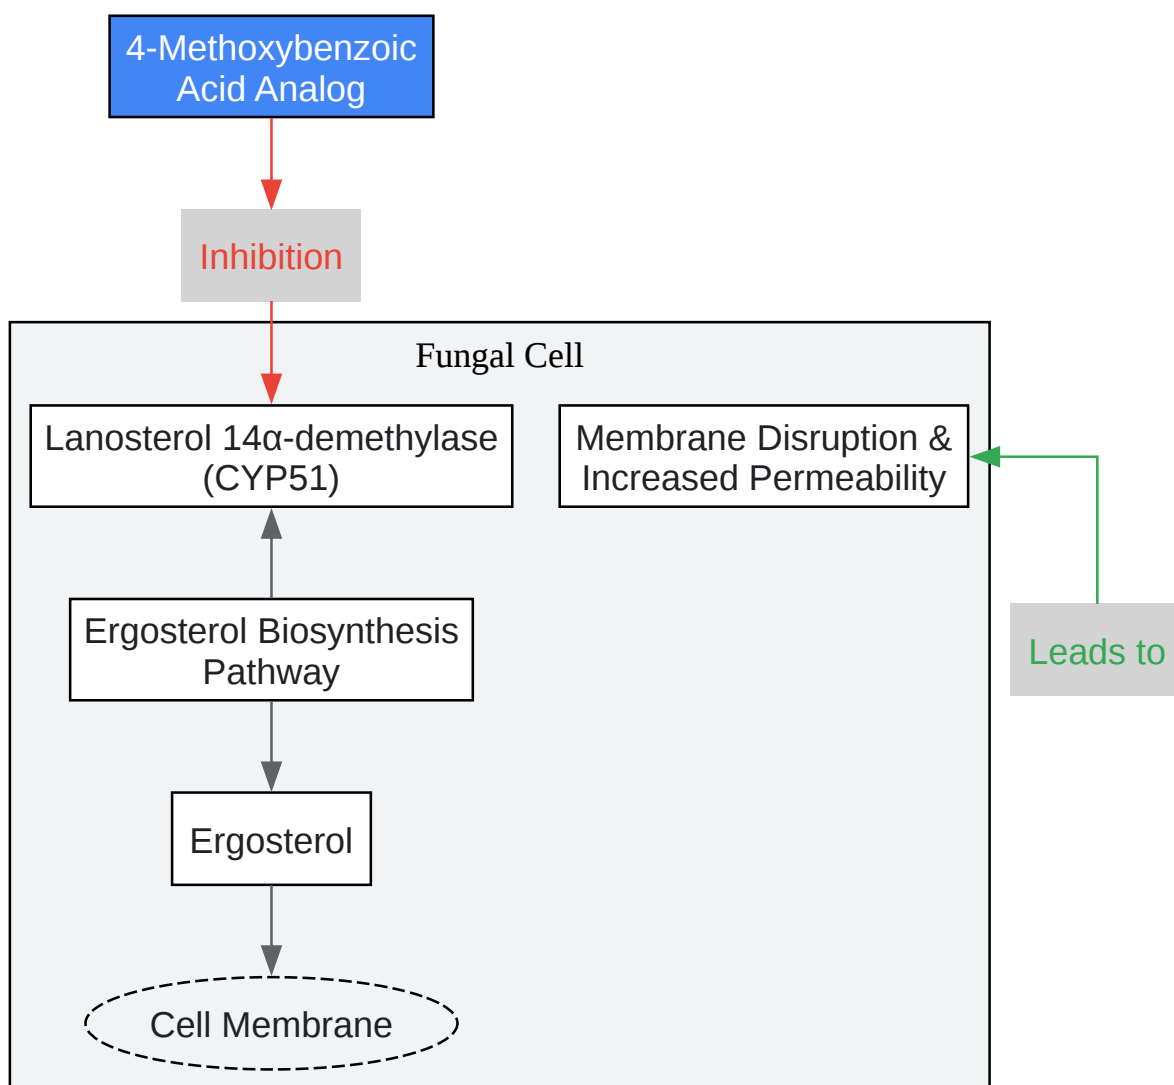 4-Methoxybenzoic
Acid Analog
Inhibition
Fungal Cell
Lanosterol 14α-demethylase
(CYP51)
Membrane Disruption &
Increased Permeability
Ergosterol Biosynthesis
Pathway
Leads to
Ergosterol
Cell Membrane